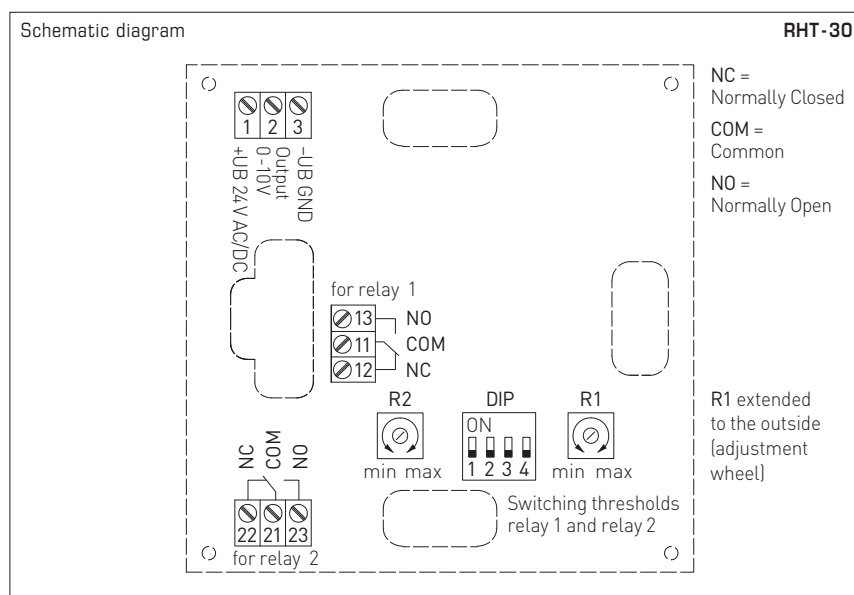 Schematic diagram
RHT-30
NC =
Normally Closed
COM =
Common
NO =
Normally Open
1 2 3
+UB 24V AC/DC
Output
0 -10V
-UB GND
for relay 1
13 NO
11 COM
12 NC
R2
min max
DIP
ON
1 2 3 4
R1
min max
R1 extended
to the outside
(adjustment
wheel)
Switching thresholds
relay 1 and relay 2
NC COM NO
22 21 23
for relay 2